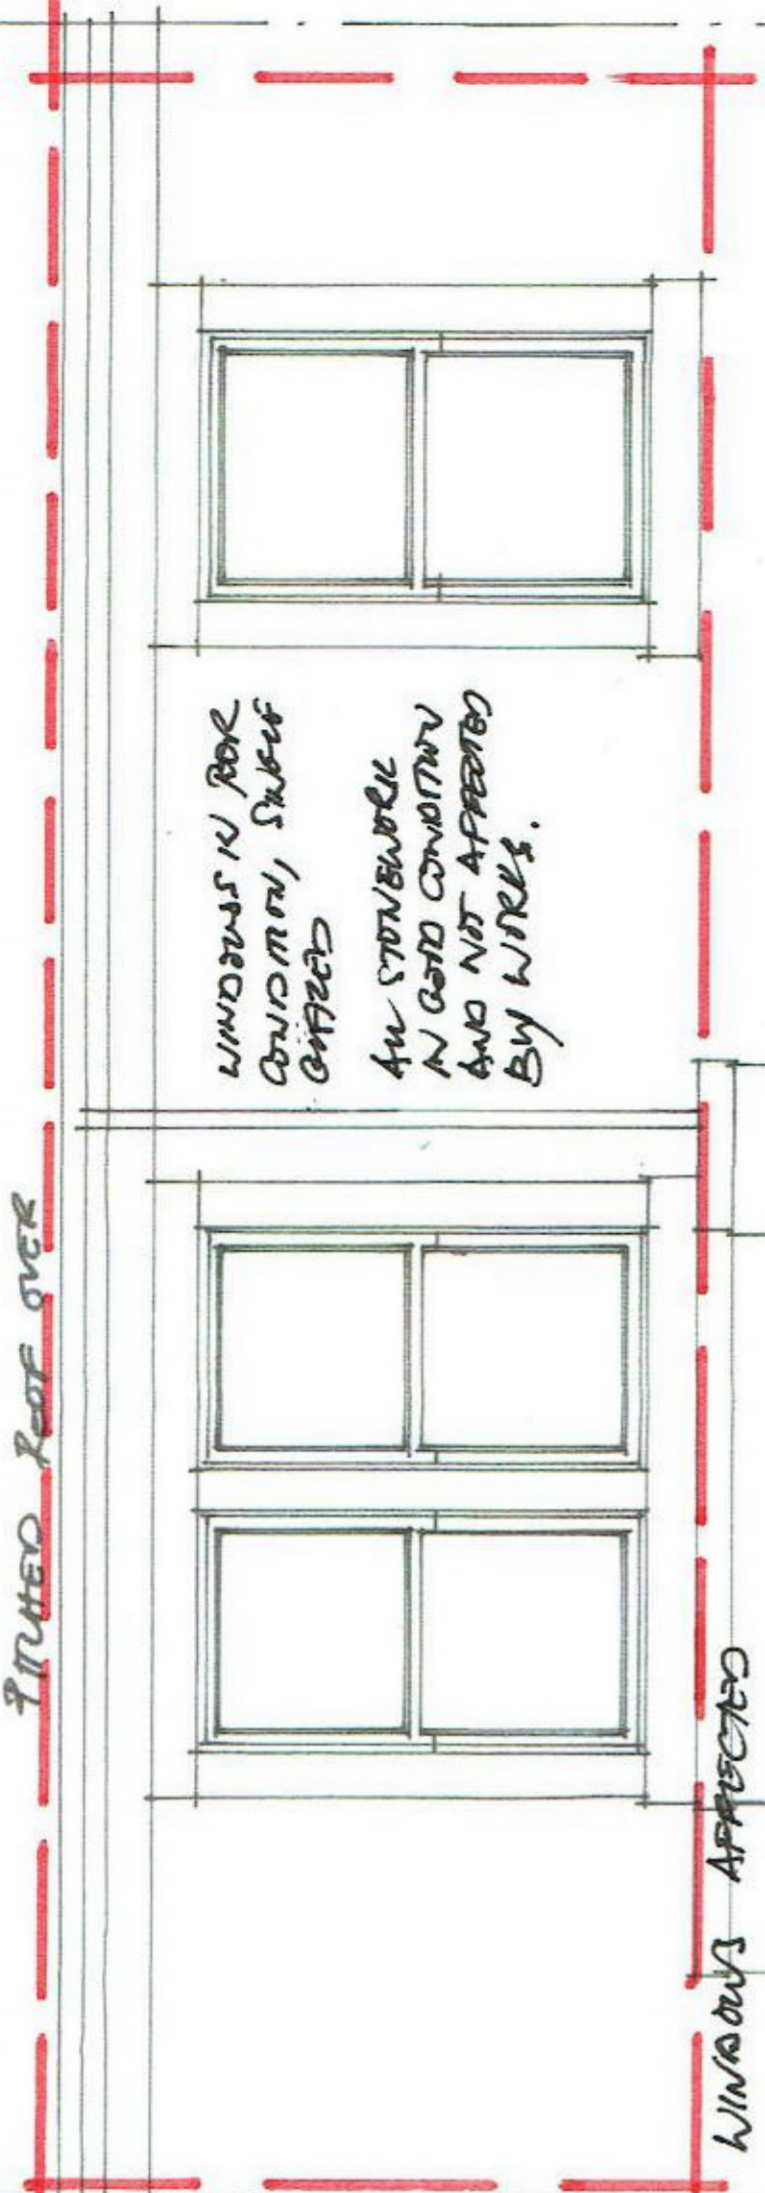 PITCHED ROOF OVER
WINDOWS IN POOR
CONDITION, SINGLE
GLAZED
ALL STONEWORK
IN GOOD CONDITION
AND NOT AFFECTED
BY WORKS.
WINDOWS AFFECTED